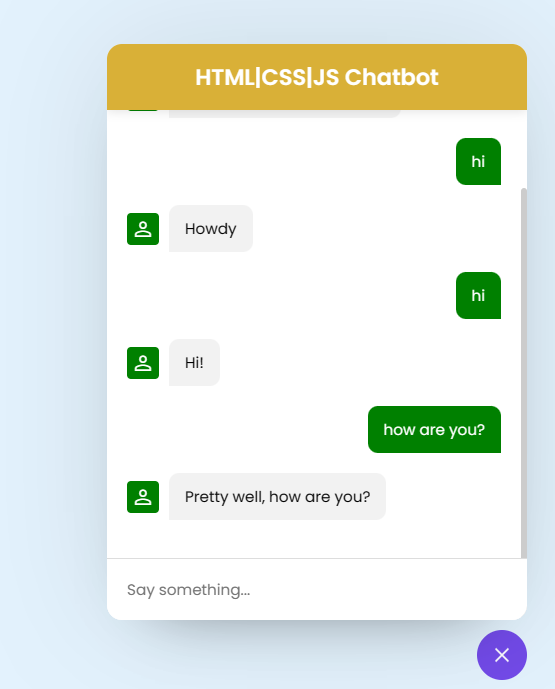 HTML|CSS|JS Chatbot
hi
Howdy
hi
Hi!
how are you?
Pretty well, how are you?
Say something...